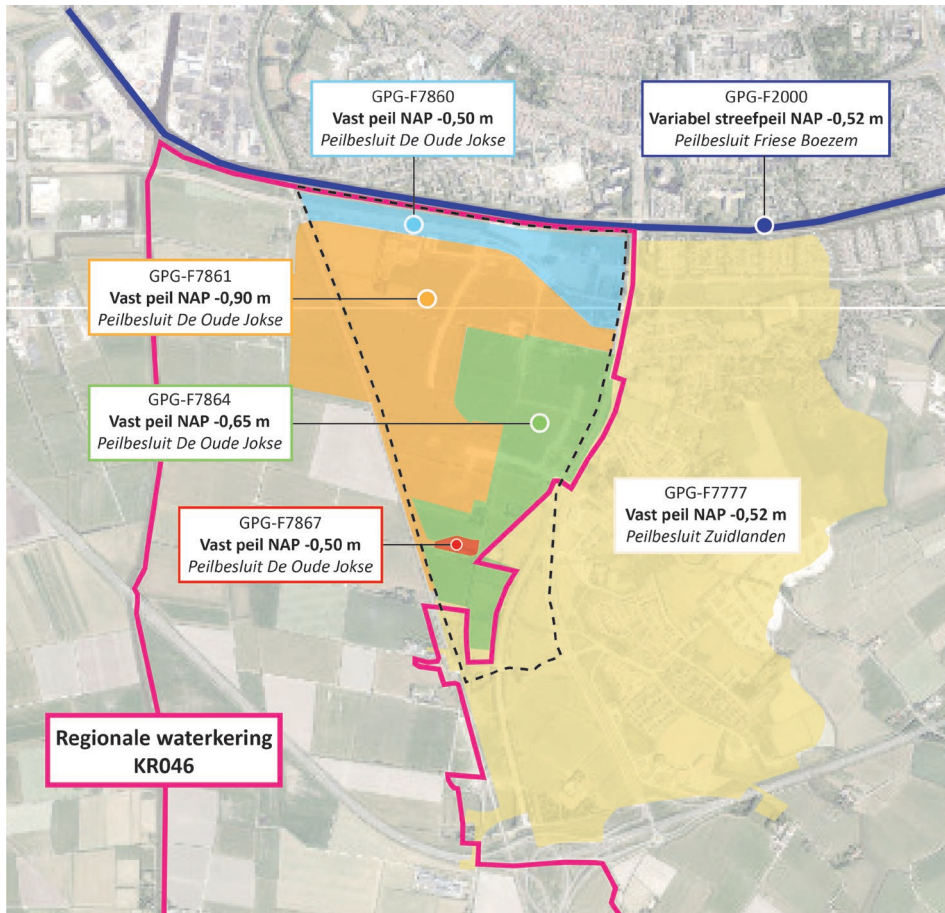 GPG-F7860
Vast peil NAP -0,50 m
Peilbesluit De Oude Jokse
GPG-F2000
Variabel streefpeil NAP -0,52 m
Peilbesluit Friese Boezem
GPG-F7861
Vast peil NAP -0,90 m
Peilbesluit De Oude Jokse
GPG-F7864
Vast peil NAP -0,65 m
Peilbesluit De Oude Jokse
GPG-F7777
Vast peil NAP -0,52 m
Peilbesluit Zuidlanden
GPG-F7867
Vast peil NAP -0,50 m
Peilbesluit De Oude Jokse
Regionale waterkering
KR046